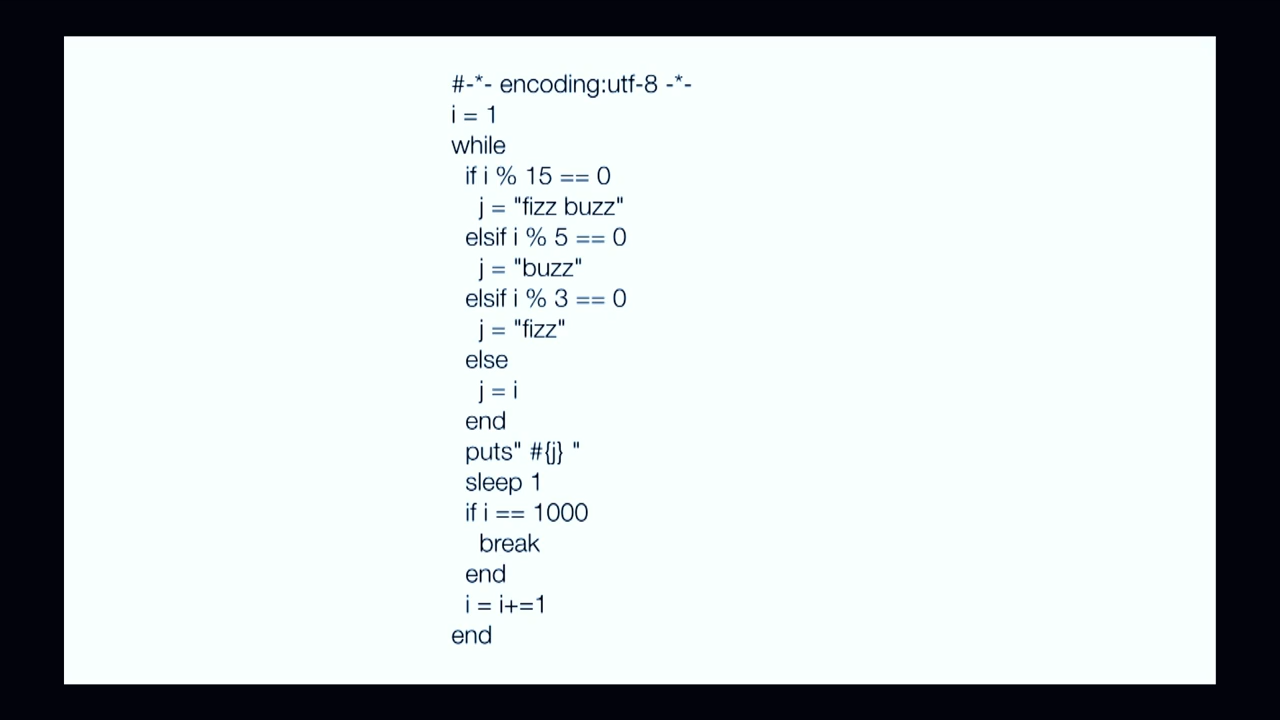 #-*- encoding:utf-8 -*-
i = 1
while
if i % 15 == 0
j = "fizz buzz"
elsif i % 5 == 0
j = "buzz"
elsif i % 3 == 0
j = "fizz"
else
j = i
end
puts" #{j} "
sleep 1
if i == 1000
break
end
i = i+=1
end